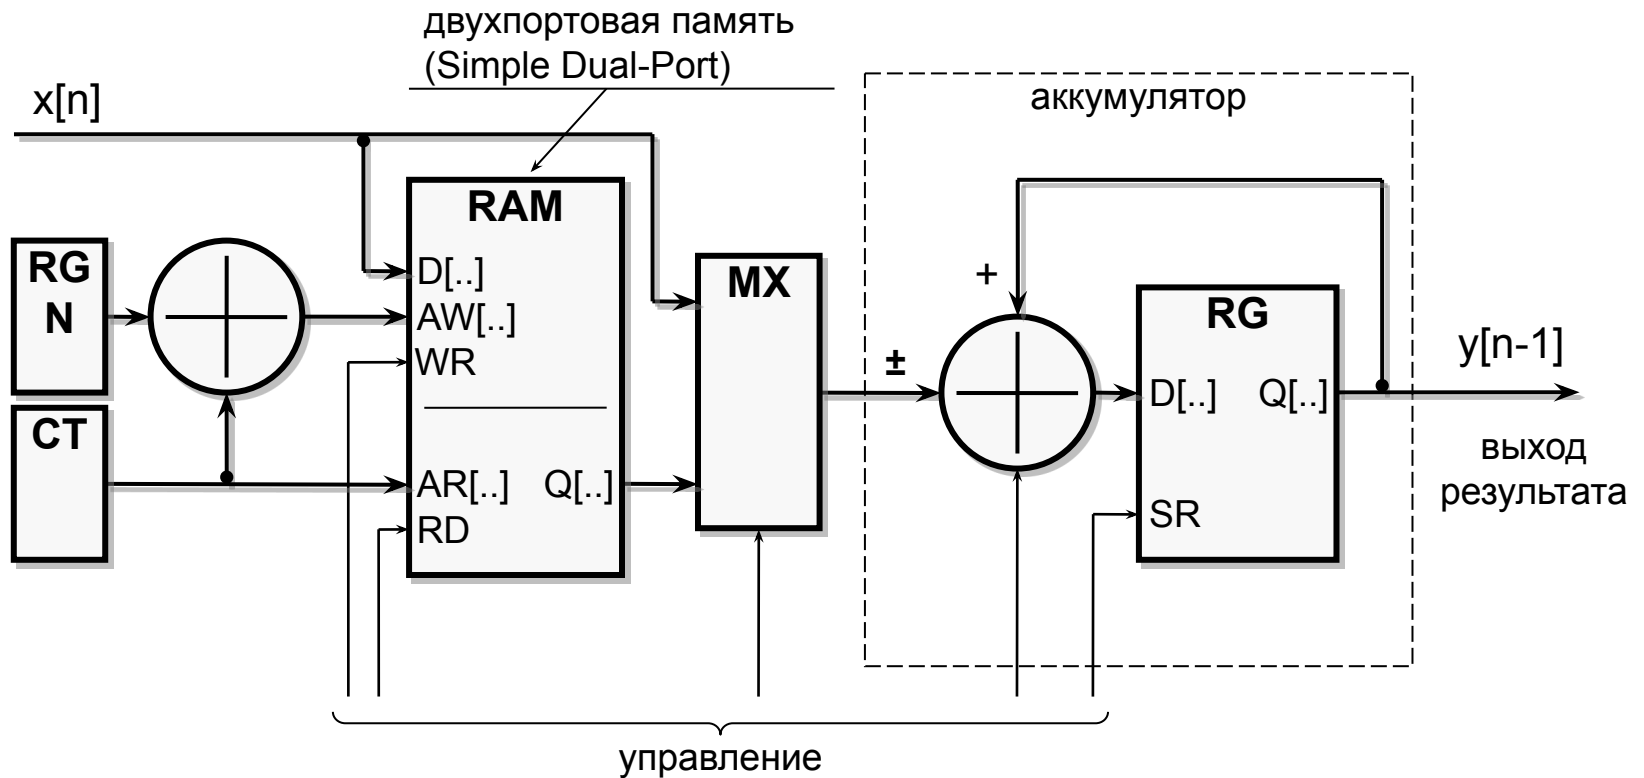 двухпортовая память
(Simple Dual-Port)
x[n]
аккумулятор
RAM
RG
N
D[..]
AW[..]
WR
MX
+
RG
±
D[..]
Q[..]
y[n-1]
CT
AR[..]
Q[..]
RD
SR
выход
результата
управление